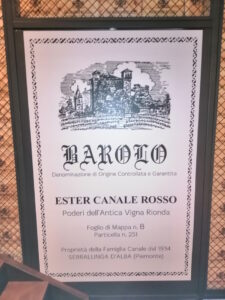 BAROLO
Denominazione di Origine Controllata e Garantita
ESTER CANALE ROSSO
Poderi dell'Antica Vigna Rionda
Foglio di Mappa n. 8
Particella n. 251
Proprietà della Famiglia Canale dal 1934
SERRALUNGA D'ALBA (Piemonte)